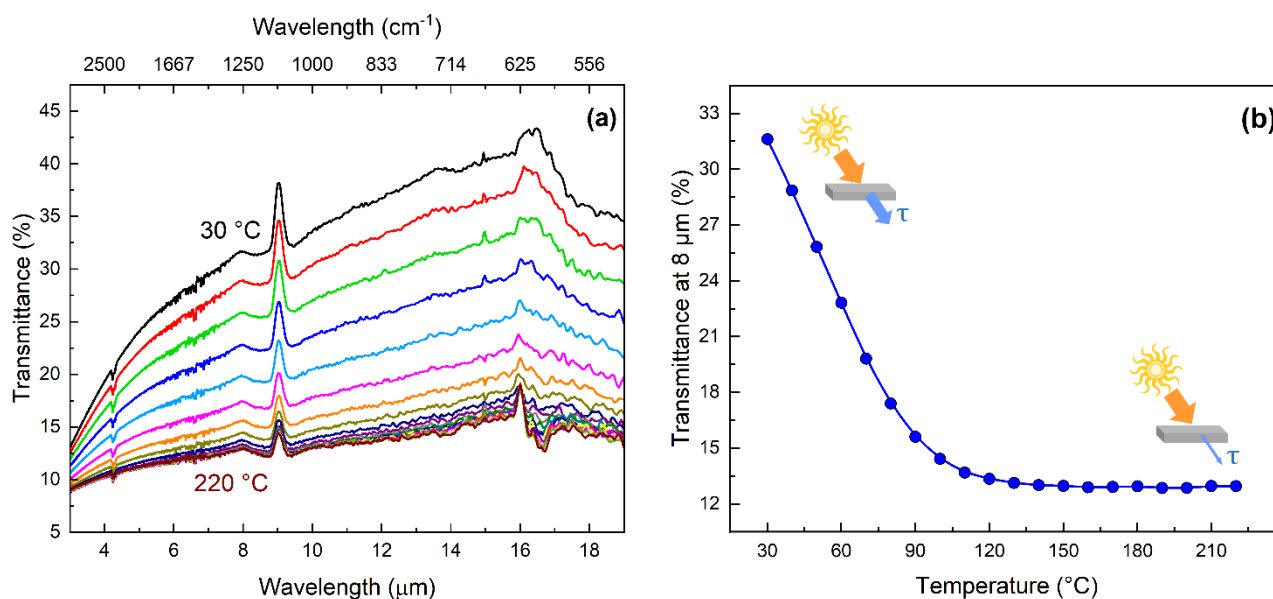 Wavelength (cm⁻¹)
2500 1667 1250 1000 833 714 625 556
45
40
35
30
25
20
15
10
5
Transmittance (%)
(a)
30 °C
220 °C
4 6 8 10 12 14 16 18
Wavelength (μm)
33
30
27
24
21
18
15
12
Transmittance at 8 µm (%)
(b)
τ
τ
30 60 90 120 150 180 210
Temperature (°C)